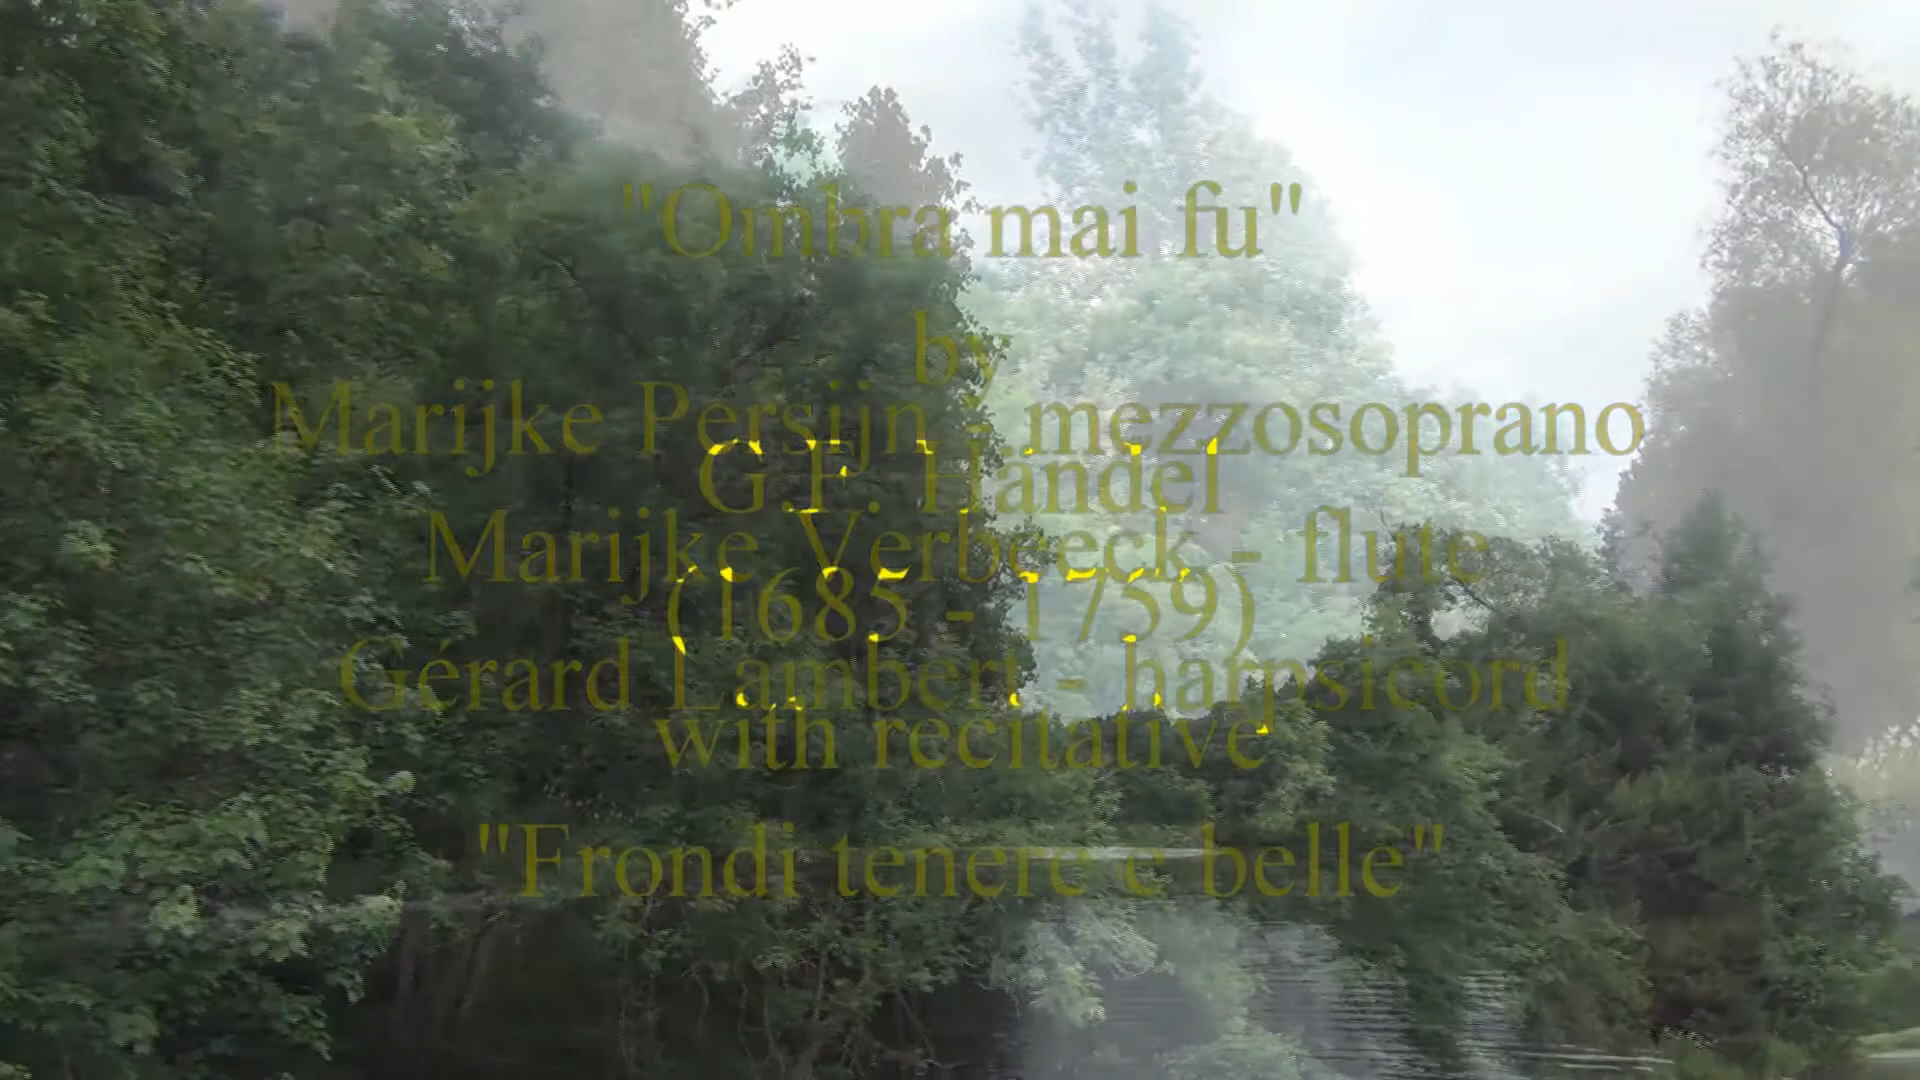 "Ombra mai fu"
by
Marijke Persijn - mezzosoprano
G.F. Händel
Marijke Verbeeck - flute
(1685 - 1759)
Gérard Lambert - harpsicord
with recitative
"Frondi tenere e belle"